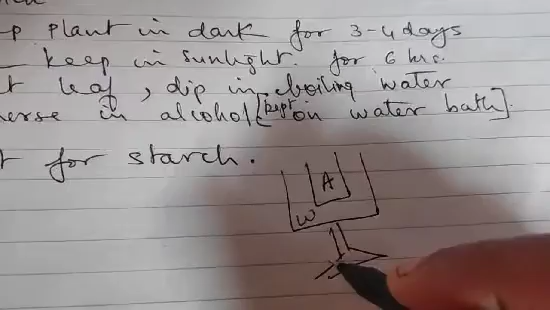 p plant in dark for 3-4 days
keep in sunlight. for 6 hrs.
t leaf, dip in boiling water
erse in alcohol [kept on water bath].
t for starch.
A
W